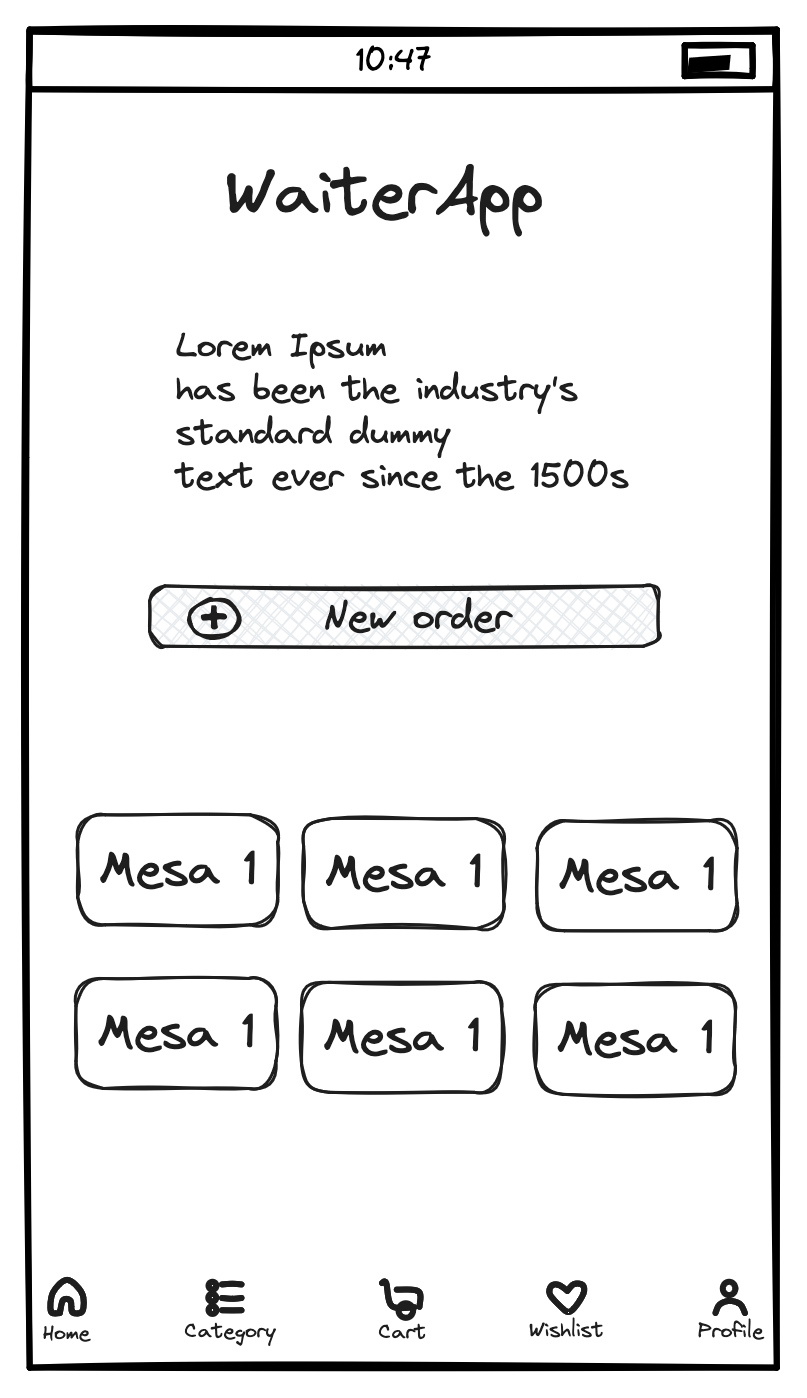 10:47
WaiterApp
Lorem Ipsum
has been the industry's
standard dummy
text ever since the 1500s
New order
Mesa 1 Mesa 1 Mesa 1
Mesa 1 Mesa 1 Mesa 1
Home Category Cart Wishlist Profile